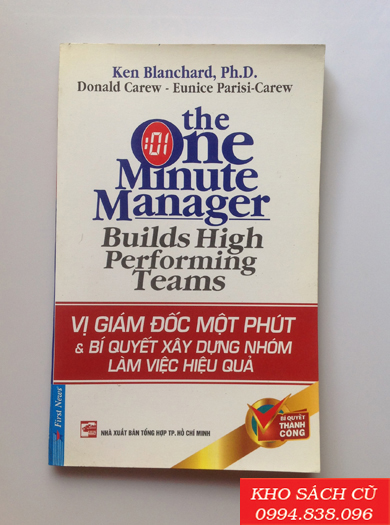 Ken Blanchard, Ph.D.
Donald Carew - Eunice Parisi-Carew
the
:01
One
Minute
Manager
Builds High
Performing
Teams
VỊ GIÁM ĐỐC MỘT PHÚT
& BÍ QUYẾT XÂY DỰNG NHÓM
LÀM VIỆC HIỆU QUẢ
First News
NHÀ XUẤT BẢN TỔNG HỢP TP. HỒ CHÍ MINH
BÍ QUYẾT
THÀNH
CÔNG
KHO SÁCH CŨ
0994.838.096